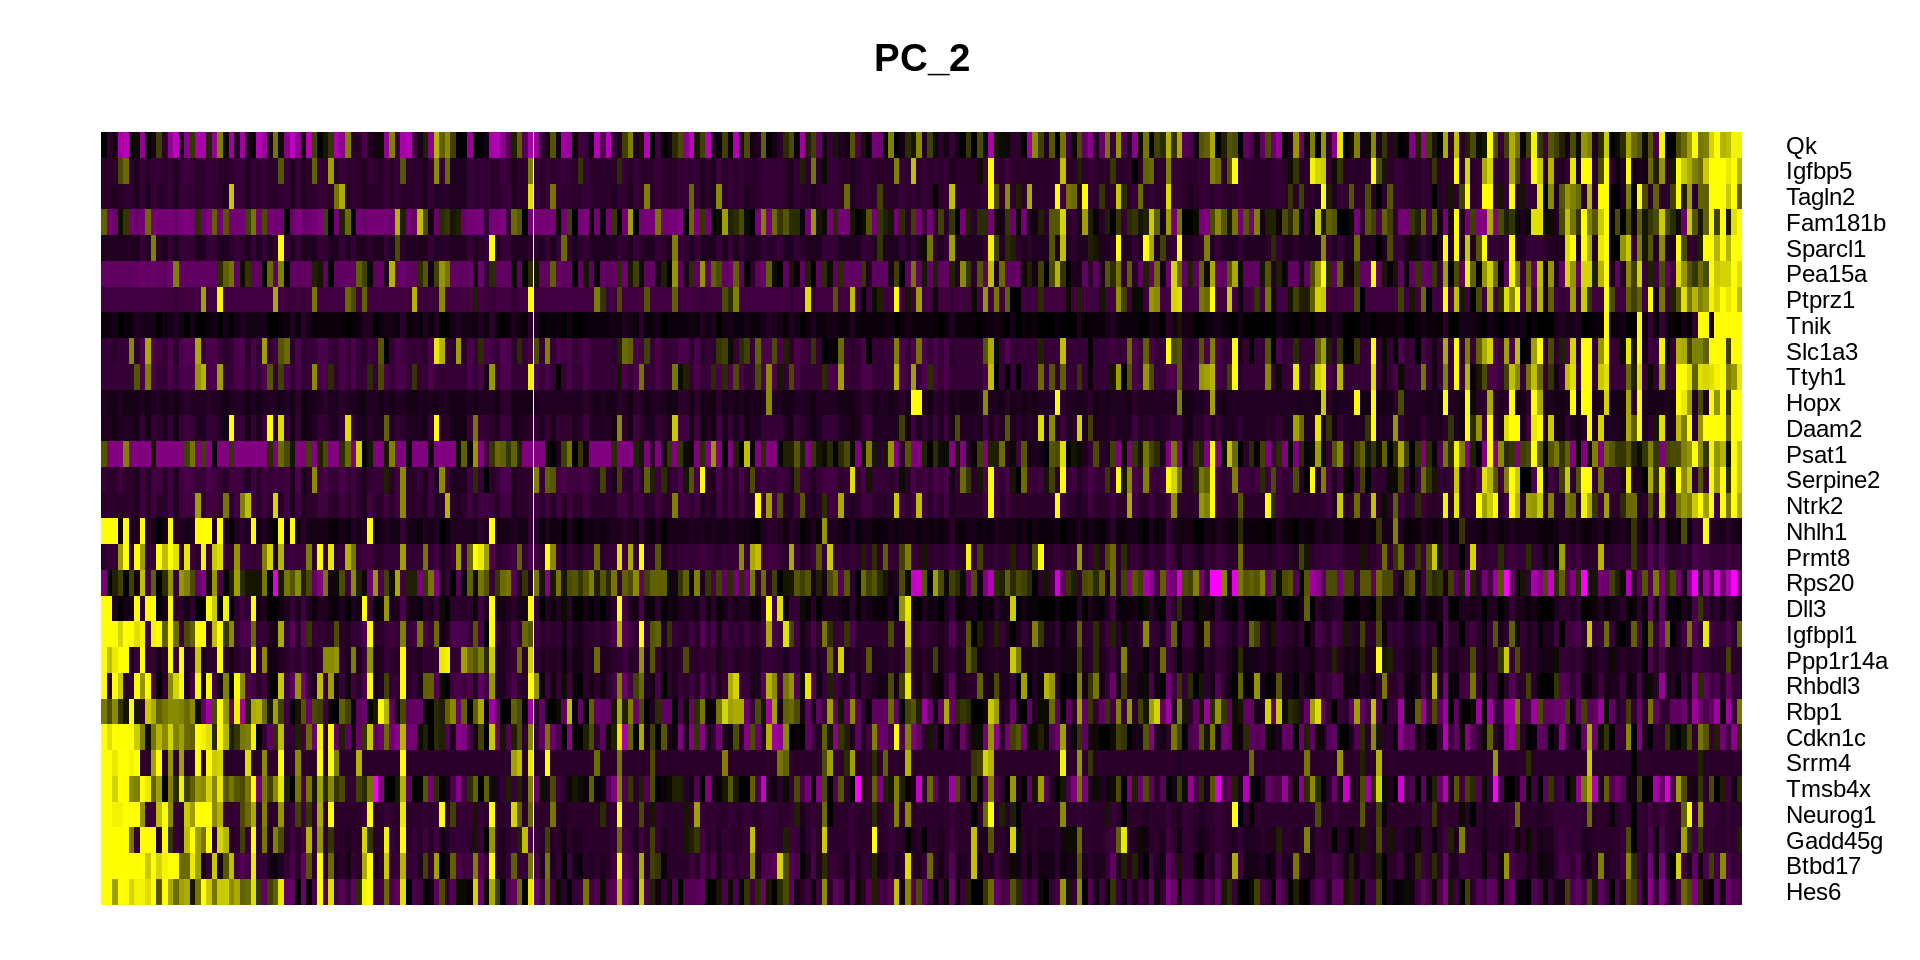 PC_2
Qk
Igfbp5
Tagln2
Fam181b
Sparcl1
Pea15a
Ptprz1
Tnik
Slc1a3
Ttyh1
Hopx
Daam2
Psat1
Serpine2
Ntrk2
Nhlh1
Prmt8
Rps20
Dll3
Igfbpl1
Ppp1r14a
Rhbdl3
Rbp1
Cdkn1c
Srrm4
Tmsb4x
Neurog1
Gadd45g
Btbd17
Hes6